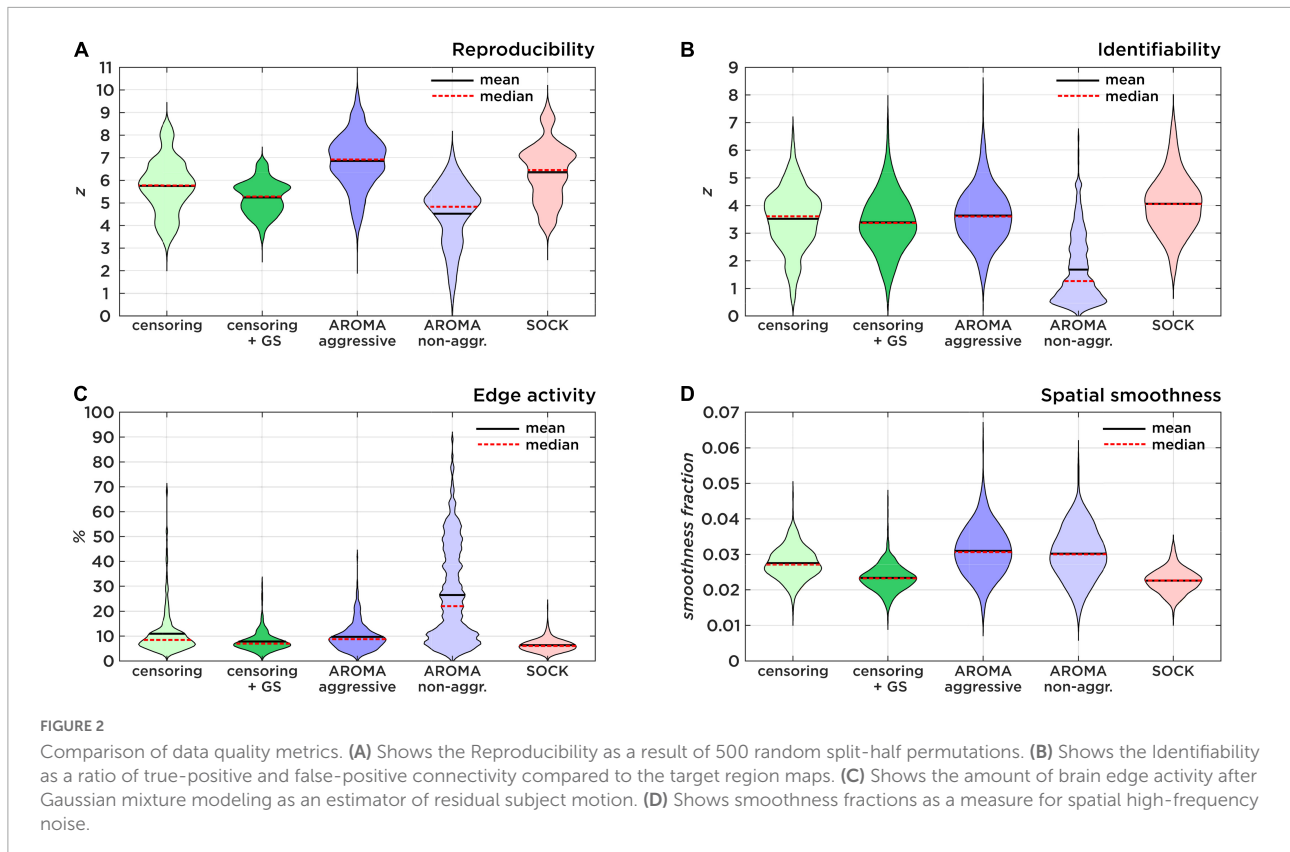 A
Reproducibility
11
10
9
8
7
6
5
4
3
2
1
0
z
mean
median
censoring
censoring + GS
AROMA aggressive
AROMA non-aggr.
SOCK
B
Identifiability
9
8
7
6
5
4
3
2
1
0
z
mean
median
censoring
censoring + GS
AROMA aggressive
AROMA non-aggr.
SOCK
C
Edge activity
100
90
80
70
60
50
40
30
20
10
0
%
mean
median
censoring
censoring + GS
AROMA aggressive
AROMA non-aggr.
SOCK
D
Spatial smoothness
0.07
0.06
0.05
0.04
0.03
0.02
0.01
0
smoothness fraction
mean
median
censoring
censoring + GS
AROMA aggressive
AROMA non-aggr.
SOCK
FIGURE 2
Comparison of data quality metrics. (A) Shows the Reproducibility as a result of 500 random split-half permutations. (B) Shows the Identifiability
as a ratio of true-positive and false-positive connectivity compared to the target region maps. (C) Shows the amount of brain edge activity after
Gaussian mixture modeling as an estimator of residual subject motion. (D) Shows smoothness fractions as a measure for spatial high-frequency
noise.